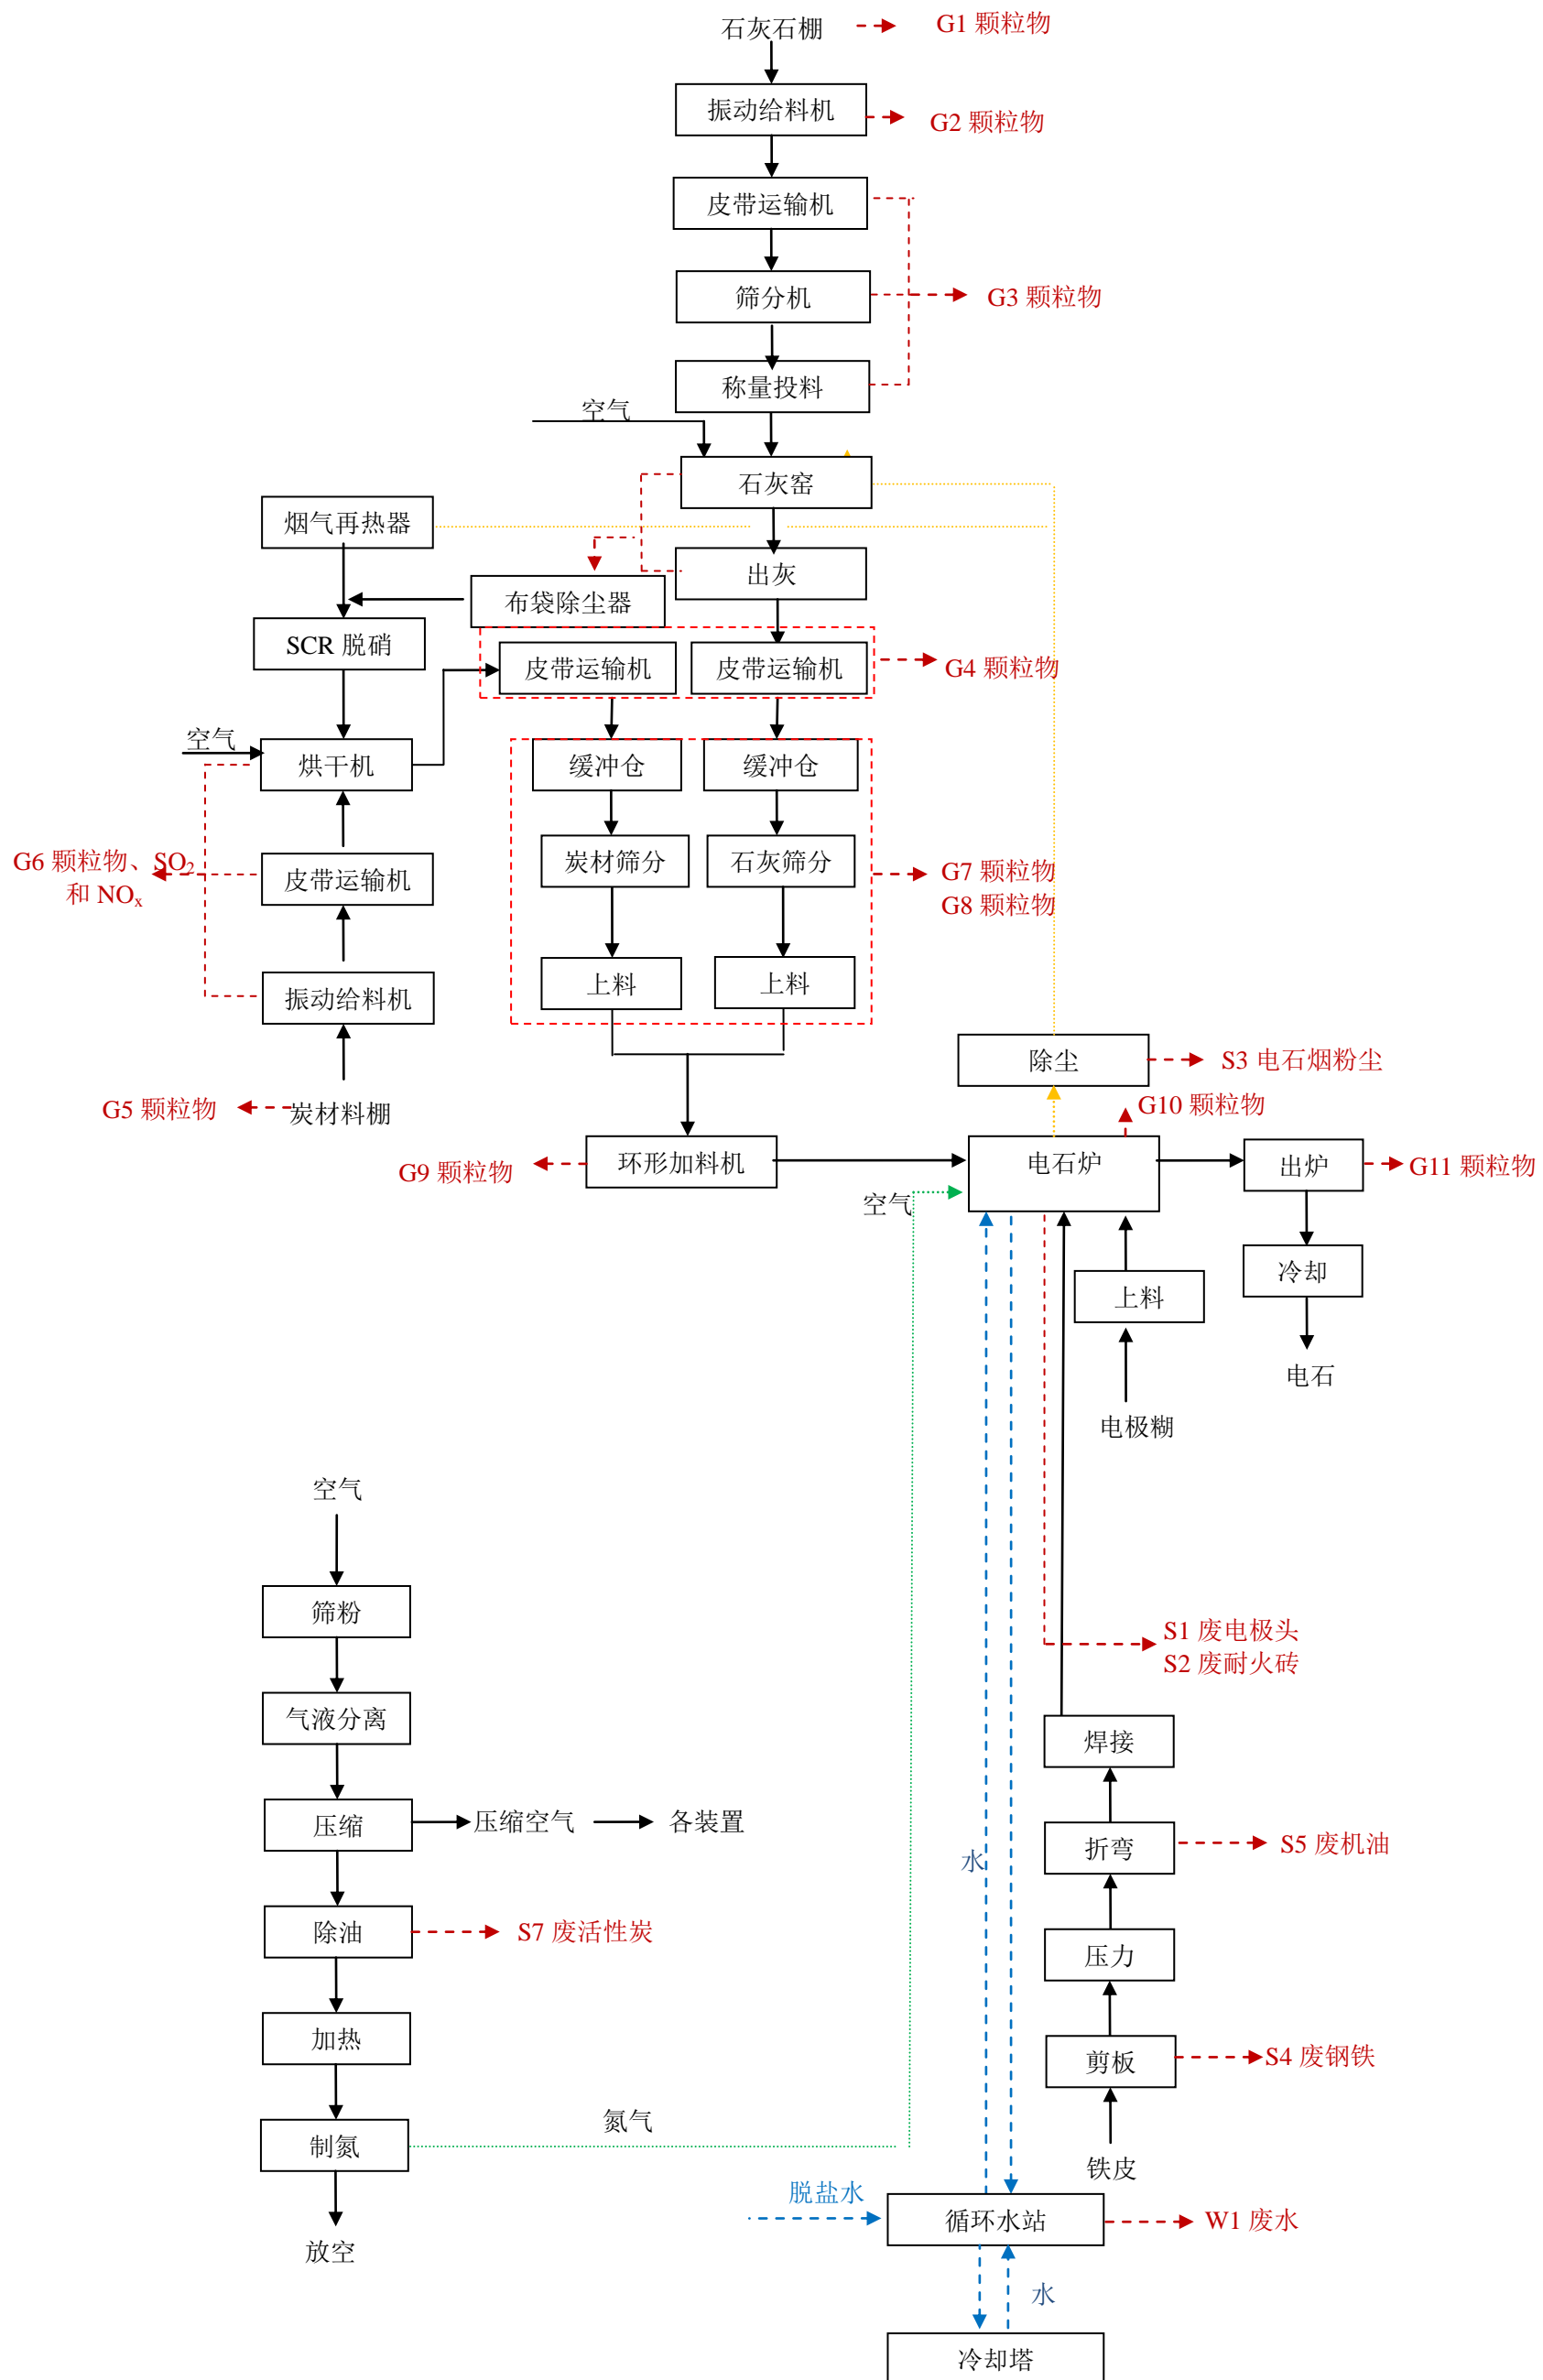 石灰石棚
G1 颗粒物
振动给料机
G2 颗粒物
皮带运输机
筛分机
G3 颗粒物
称量投料
空气
石灰窑
烟气再热器
出灰
布袋除尘器
SCR 脱硝
皮带运输机
皮带运输机
G4 颗粒物
空气
烘干机
缓冲仓
缓冲仓
炭材筛分
石灰筛分
G6 颗粒物、SO₂
和 NOₓ
皮带运输机
G7 颗粒物
G8 颗粒物
上料
上料
振动给料机
G5 颗粒物
炭材料棚
除尘
S3 电石烟粉尘
G10 颗粒物
G9 颗粒物
环形加料机
电石炉
出炉
G11 颗粒物
空气
冷却
上料
电石
电极糊
空气
筛粉
S1 废电极头
S2 废耐火砖
气液分离
焊接
压缩
压缩空气
各装置
折弯
S5 废机油
水
除油
S7 废活性炭
压力
加热
剪板
S4 废钢铁
氮气
制氮
铁皮
脱盐水
循环水站
W1 废水
放空
水
冷却塔